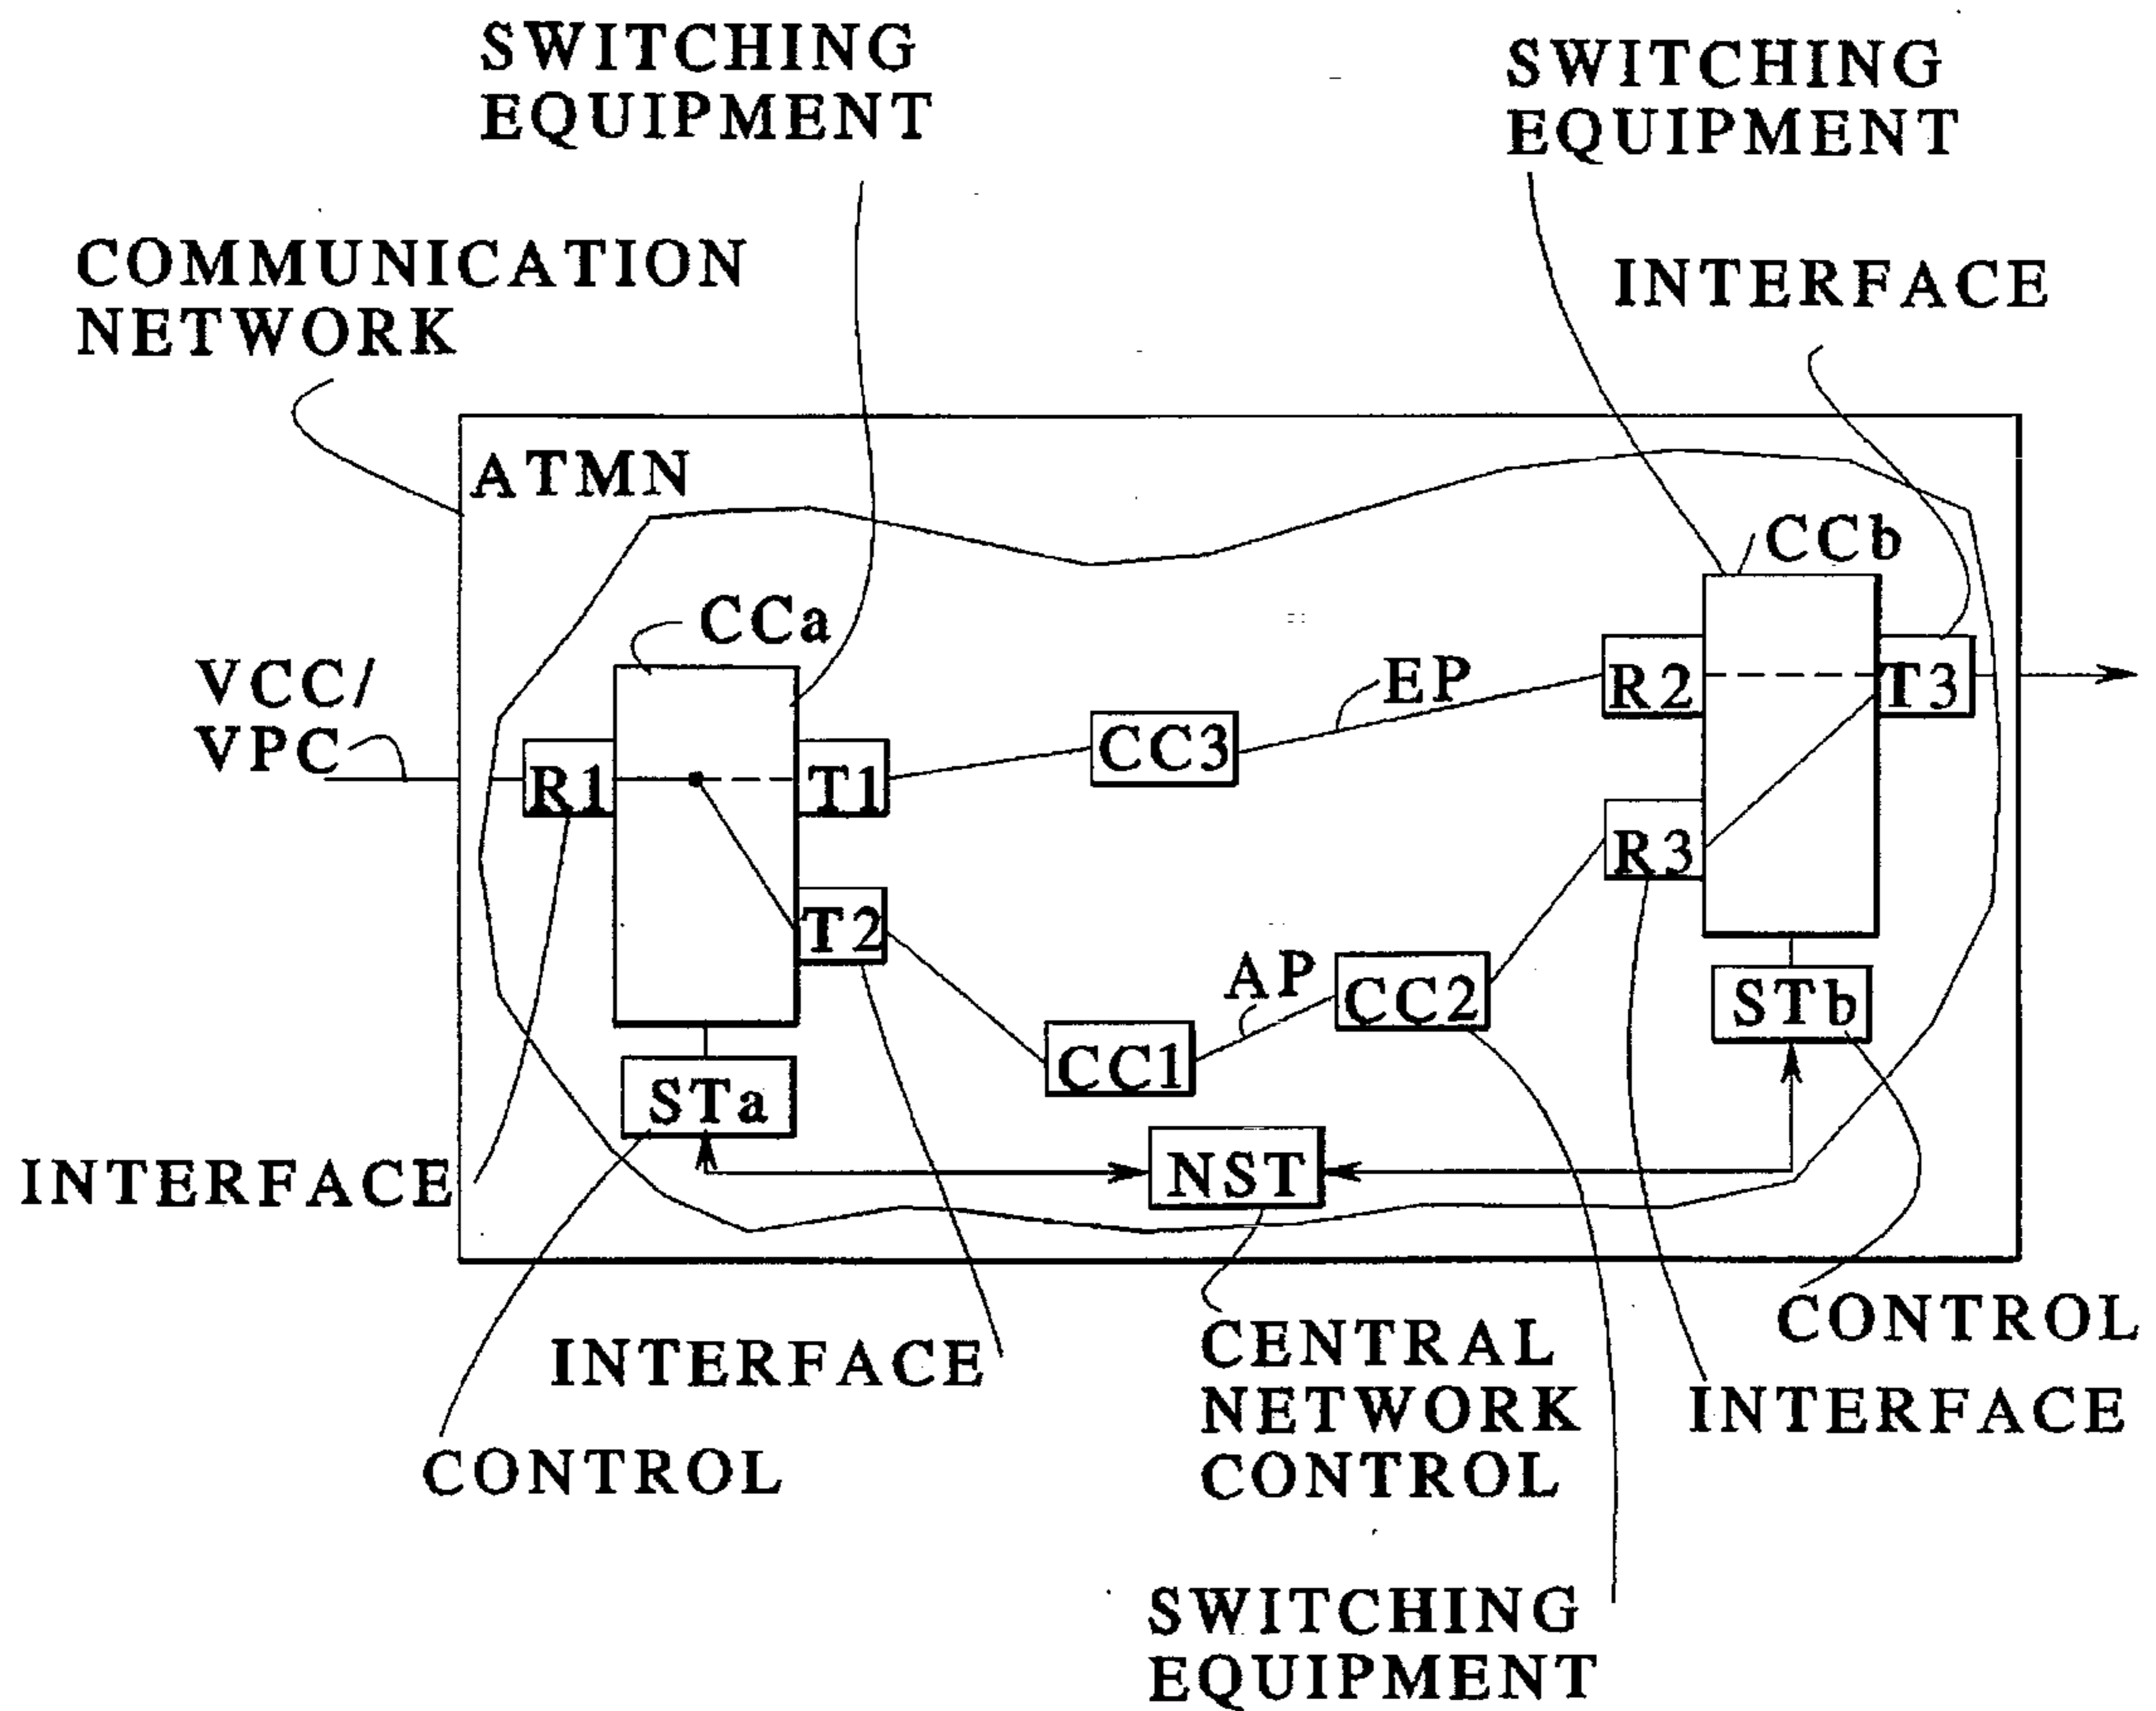 SWITCHING
EQUIPMENT
SWITCHING
EQUIPMENT
COMMUNICATION
NETWORK
INTERFACE
ATMN
CCb
CCa
VCC/
VPC
EP
R2
T3
CC3
R1
T1
R3
T2
AP
CC2
STb
CC1
STa
NST
INTERFACE
CONTROL
INTERFACE
CENTRAL
NETWORK
CONTROL
INTERFACE
CONTROL
SWITCHING
EQUIPMENT